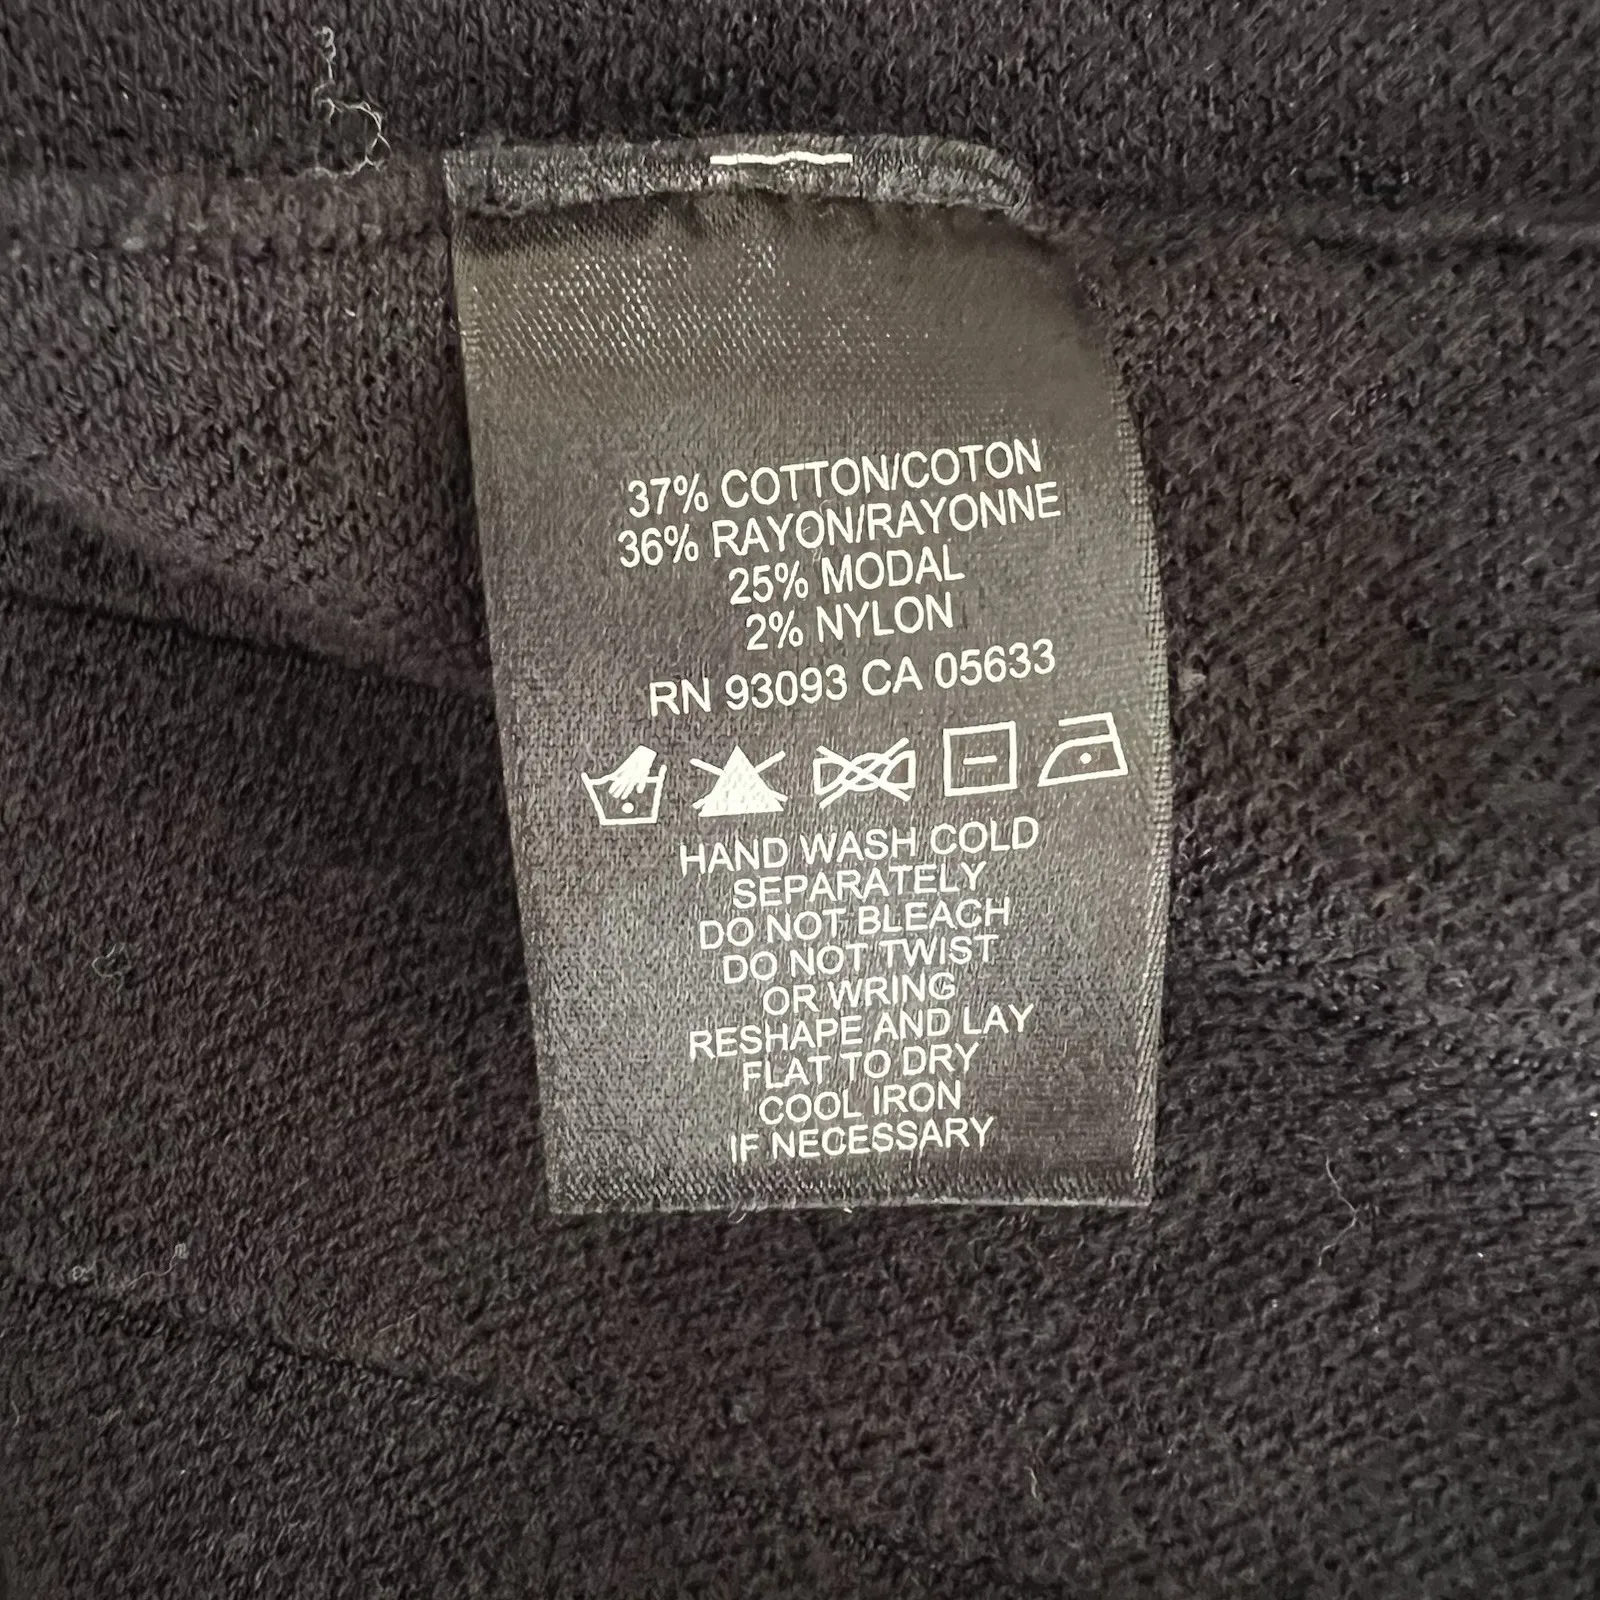 37% COTTON/COTON
36% RAYON/RAYONNE
25% MODAL
2% NYLON
RN 93093 CA 05633
HAND WASH COLD
SEPARATELY
DO NOT BLEACH
DO NOT TWIST
OR WRING
RESHAPE AND LAY
FLAT TO DRY
COOL IRON
IF NECESSARY